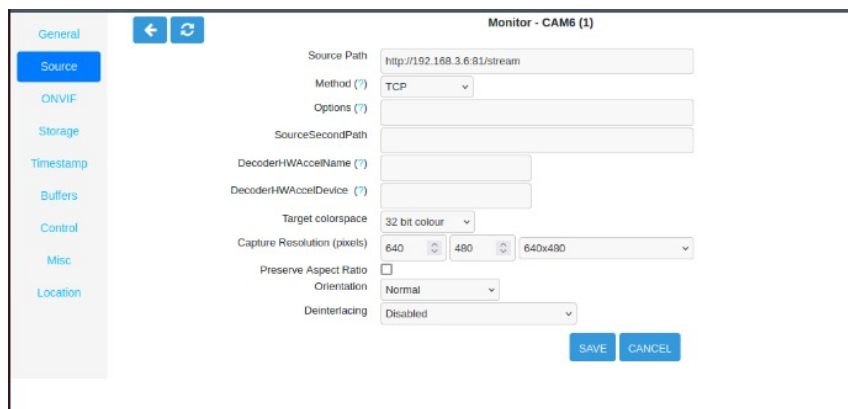 Monitor - CAM6 (1)
General
Source
ONVIF
Storage
Timestamp
Buffers
Control
Misc
Location
Source Path http://192.168.3.6:81/stream
Method (?) TCP
Options (?)
SourceSecondPath
DecoderHWAccelName (?)
DecoderHWAccelDevice (?)
Target colorspace 32 bit colour
Capture Resolution (pixels) 640 480 640x480
Preserve Aspect Ratio
Orientation Normal
Deinterlacing Disabled
SAVE CANCEL